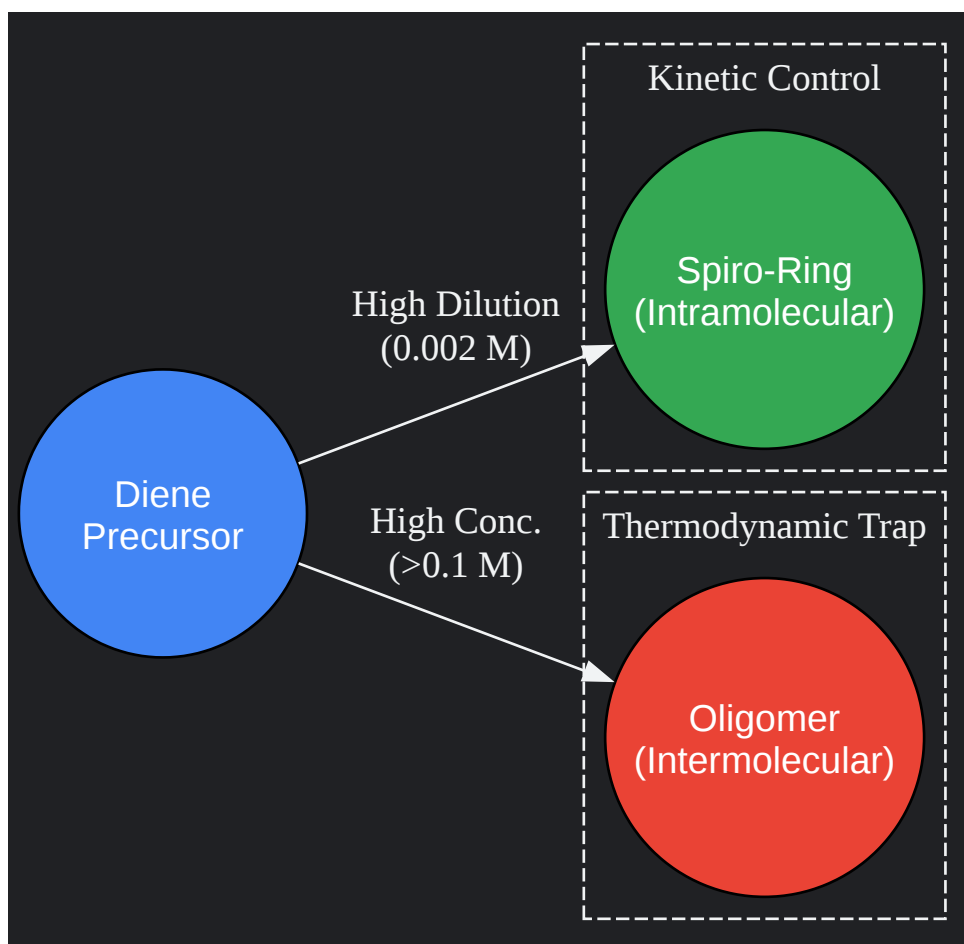 Kinetic Control
Spiro-Ring
(Intramolecular)
High Dilution
(0.002 M)
Diene
Precursor
High Conc.
(>0.1 M)
Thermodynamic Trap
Oligomer
(Intermolecular)